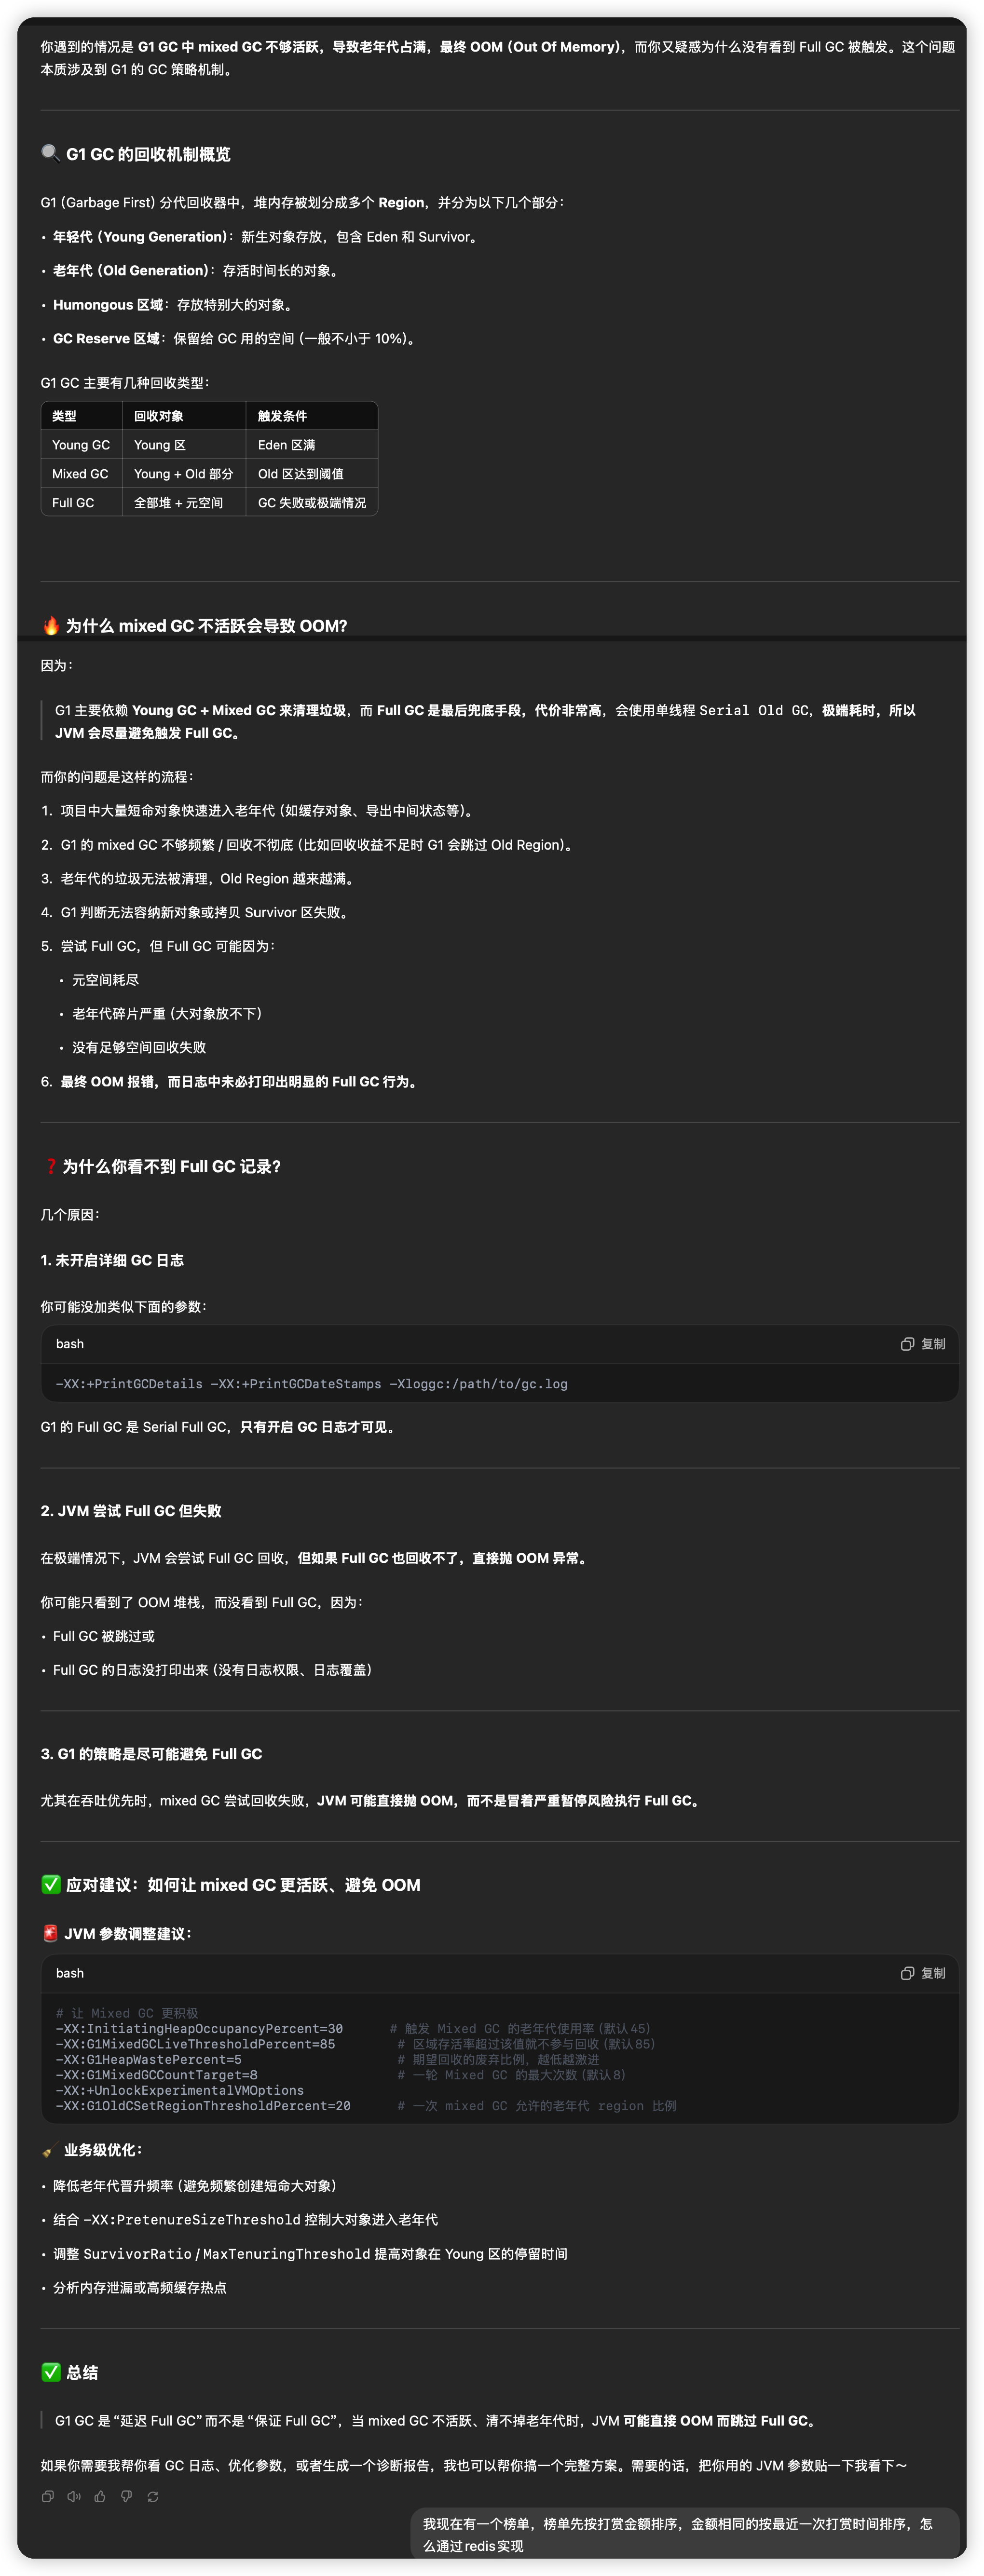 你遇到的情况是 G1 GC 中 mixed GC 不够活跃，导致老年代占满，最终 OOM（Out Of Memory），而你又疑惑为什么没有看到 Full GC 被触发。这个问题
本质涉及到 G1 的 GC 策略机制。
🔍 G1 GC 的回收机制概览
G1（Garbage First）分代回收器中，堆内存被划分成多个 Region，并分为以下几个部分：
• 年轻代（Young Generation）：新生对象存放，包含 Eden 和 Survivor。
• 老年代（Old Generation）：存活时间长的对象。
• Humongous 区域：存放特别大的对象。
• GC Reserve 区域：保留给 GC 用的空间（一般不小于 10%）。
G1 GC 主要有几种回收类型：
类型 回收对象 触发条件
Young GC Young 区 Eden 区满
Mixed GC Young + Old 部分 Old 区达到阈值
Full GC 全部堆 + 元空间 GC 失败或极端情况
🔥 为什么 mixed GC 不活跃会导致 OOM？
因为：
G1 主要依赖 Young GC + Mixed GC 来清理垃圾，而 Full GC 是最后兜底手段，代价非常高，会使用单线程 Serial Old GC，极端耗时，所以
JVM 会尽量避免触发 Full GC。
而你的问题是这样的流程：
1. 项目中大量短命对象快速进入老年代（如缓存对象、导出中间状态等）。
2. G1 的 mixed GC 不够频繁 / 回收不彻底（比如回收收益不足时 G1 会跳过 Old Region）。
3. 老年代的垃圾无法被清理，Old Region 越来越满。
4. G1 判断无法容纳新对象或拷贝 Survivor 区失败。
5. 尝试 Full GC，但 Full GC 可能因为：
• 元空间耗尽
• 老年代碎片严重（大对象放不下）
• 没有足够空间回收失败
6. 最终 OOM 报错，而日志中未必打印出明显的 Full GC 行为。
❓为什么你看不到 Full GC 记录？
几个原因：
1. 未开启详细 GC 日志
你可能没加类似下面的参数：
bash 复制
-XX:+PrintGCDetails -XX:+PrintGCDateStamps -Xloggc:/path/to/gc.log
G1 的 Full GC 是 Serial Full GC，只有开启 GC 日志才可见。
2. JVM 尝试 Full GC 但失败
在极端情况下，JVM 会尝试 Full GC 回收，但如果 Full GC 也回收不了，直接抛 OOM 异常。
你可能只看到了 OOM 堆栈，而没看到 Full GC，因为：
• Full GC 被跳过或
• Full GC 的日志没打印出来（没有日志权限、日志覆盖）
3. G1 的策略是尽可能避免 Full GC
尤其在吞吐优先时，mixed GC 尝试回收失败，JVM 可能直接抛 OOM，而不是冒着严重暂停风险执行 Full GC。
✅ 应对建议：如何让 mixed GC 更活跃、避免 OOM
🚨 JVM 参数调整建议：
bash 复制
# 让 Mixed GC 更积极
-XX:InitiatingHeapOccupancyPercent=30 # 触发 Mixed GC 的老年代使用率（默认45）
-XX:G1MixedGCLiveThresholdPercent=85 # 区域存活率超过该值就不参与回收（默认85）
-XX:G1HeapWastePercent=5 # 期望回收的废弃比例，越低越激进
-XX:G1MixedGCCountTarget=8 # 一轮 Mixed GC 的最大次数（默认8）
-XX:+UnlockExperimentalVMOptions
-XX:G1OldCSetRegionThresholdPercent=20 # 一次 mixed GC 允许的老年代 region 比例
🧹 业务级优化：
• 降低老年代晋升频率（避免频繁创建短命大对象）
• 结合 -XX:PretenureSizeThreshold 控制大对象进入老年代
• 调整 SurvivorRatio / MaxTenuringThreshold 提高对象在 Young 区的停留时间
• 分析内存泄漏或高频缓存热点
✅ 总结
G1 GC 是“延迟 Full GC”而不是“保证 Full GC”，当 mixed GC 不活跃、清不掉老年代时，JVM 可能直接 OOM 而跳过 Full GC。
如果你需要我帮你看 GC 日志、优化参数，或者生成一个诊断报告，我也可以帮你搞一个完整方案。需要的话，把你用的 JVM 参数贴一下我看下～
我现在有一个榜单，榜单先按打赏金额排序，金额相同的按最近一次打赏时间排序，怎
么通过redis实现